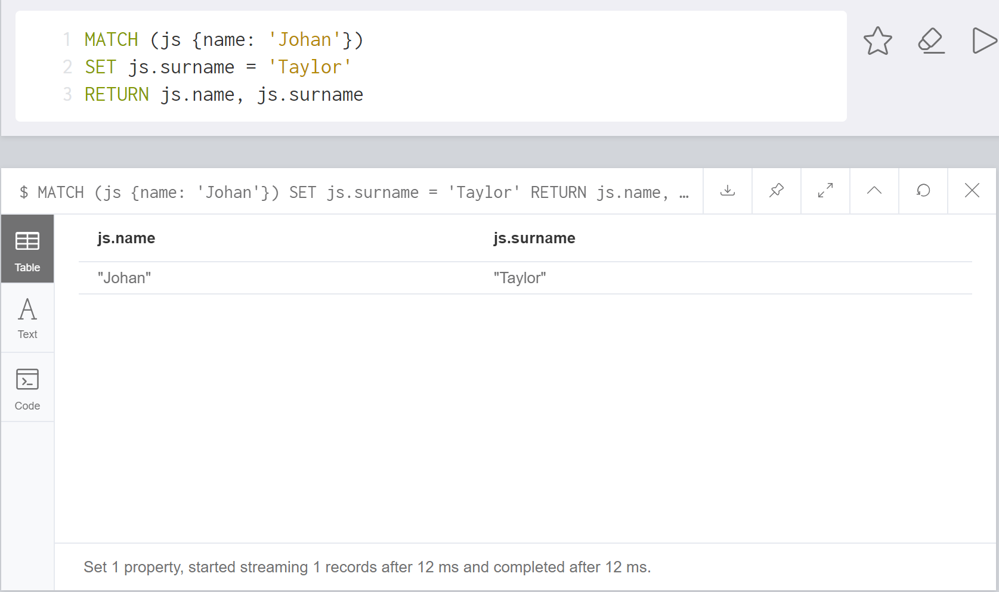 1 MATCH (js {name: 'Johan'})
2 SET js.surname = 'Taylor'
3 RETURN js.name, js.surname
$ MATCH (js {name: 'Johan'}) SET js.surname = 'Taylor' RETURN js.name, …
js.name js.surname
"Johan" "Taylor"
Table
Text
Code
Set 1 property, started streaming 1 records after 12 ms and completed after 12 ms.